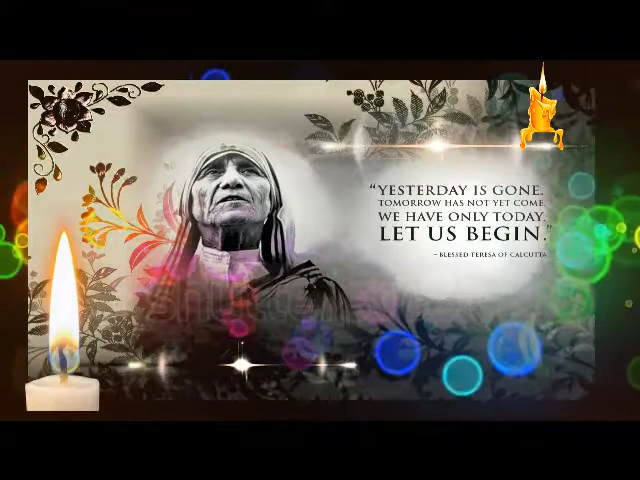 “YESTERDAY IS GONE.
TOMORROW HAS NOT YET COME.
WE HAVE ONLY TODAY.
LET US BEGIN.”
- BLESSED TERESA OF CALCUTTA